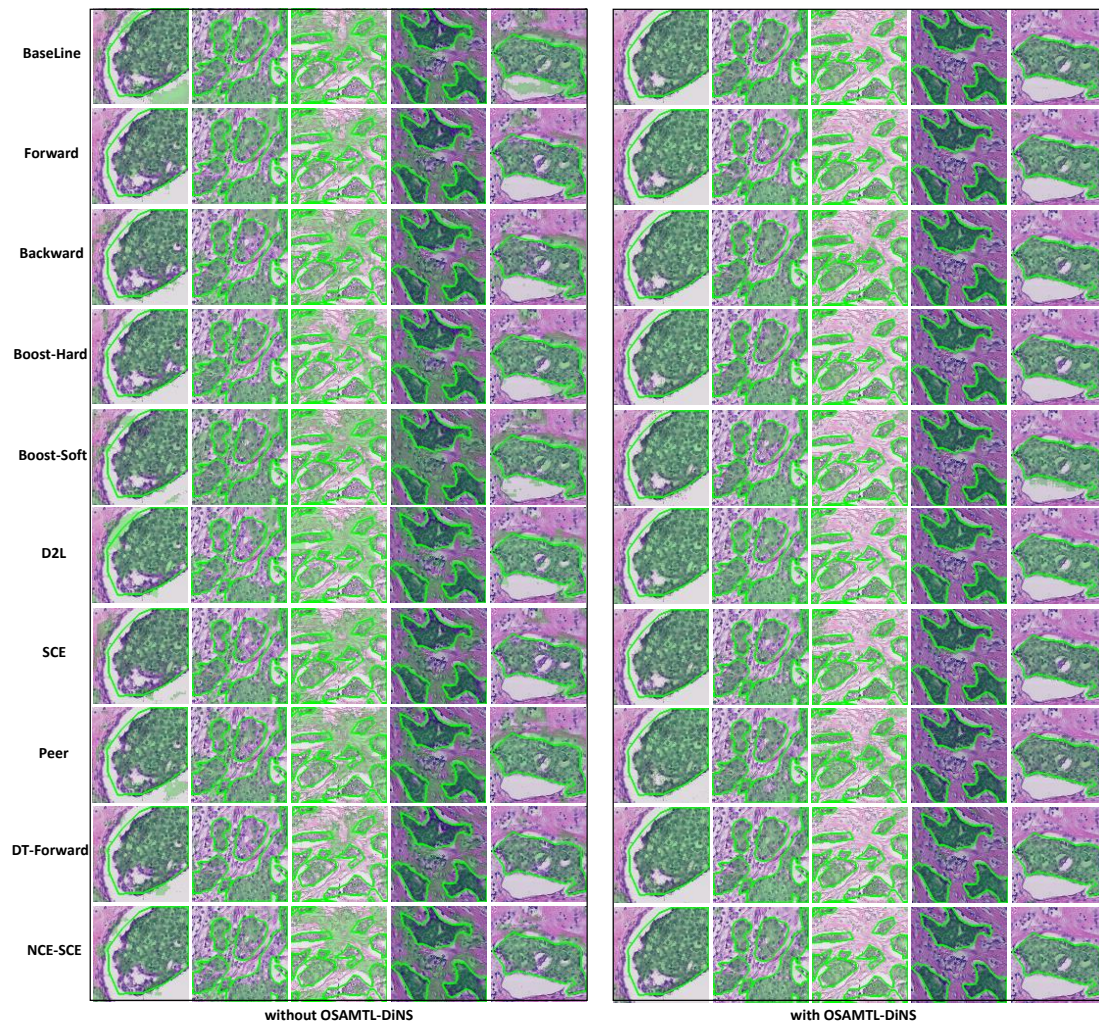 BaseLine
Forward
Backward
Boost-Hard
Boost-Soft
D2L
SCE
Peer
DT-Forward
NCE-SCE
without OSAMTL-DiNS
with OSAMTL-DiNS